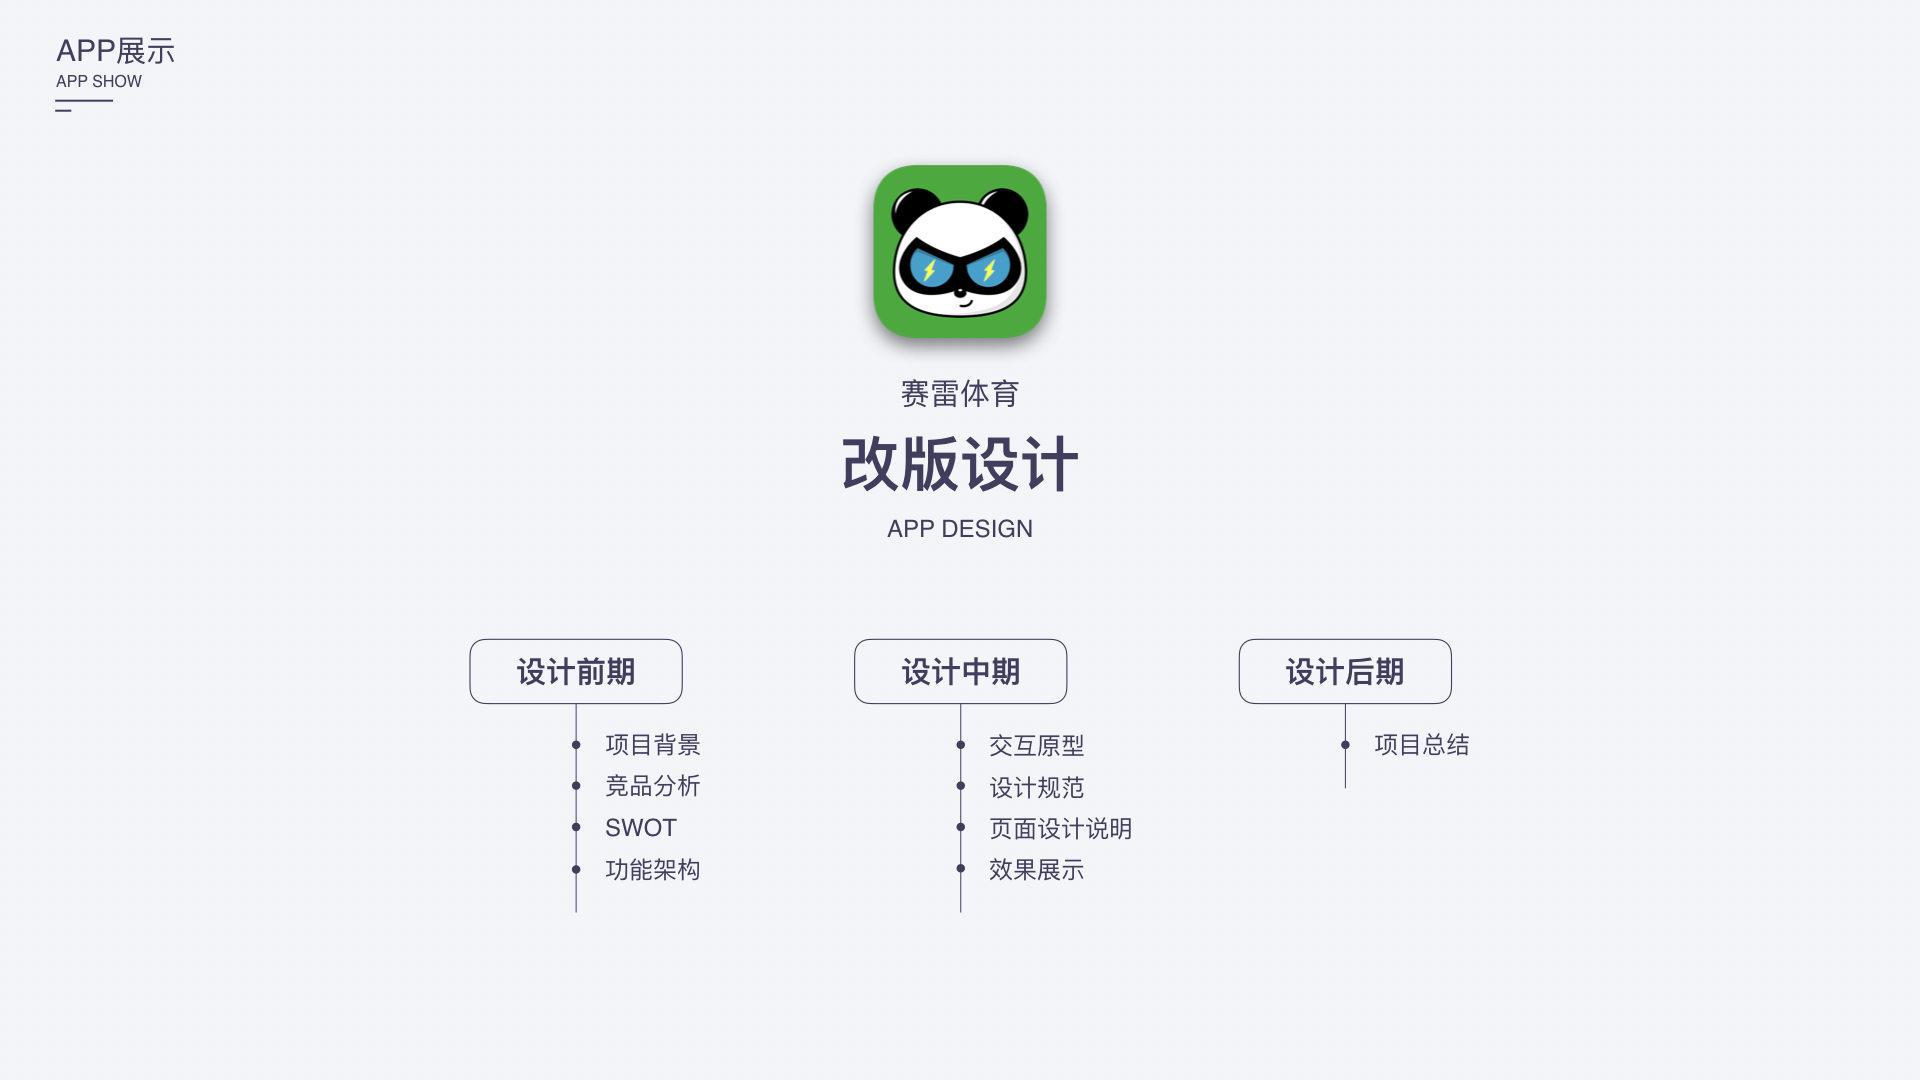 APP展示
APP SHOW
赛雷体育
改版设计
APP DESIGN
设计前期
项目背景
竞品分析
SWOT
功能架构
设计中期
交互原型
设计规范
页面设计说明
效果展示
设计后期
项目总结